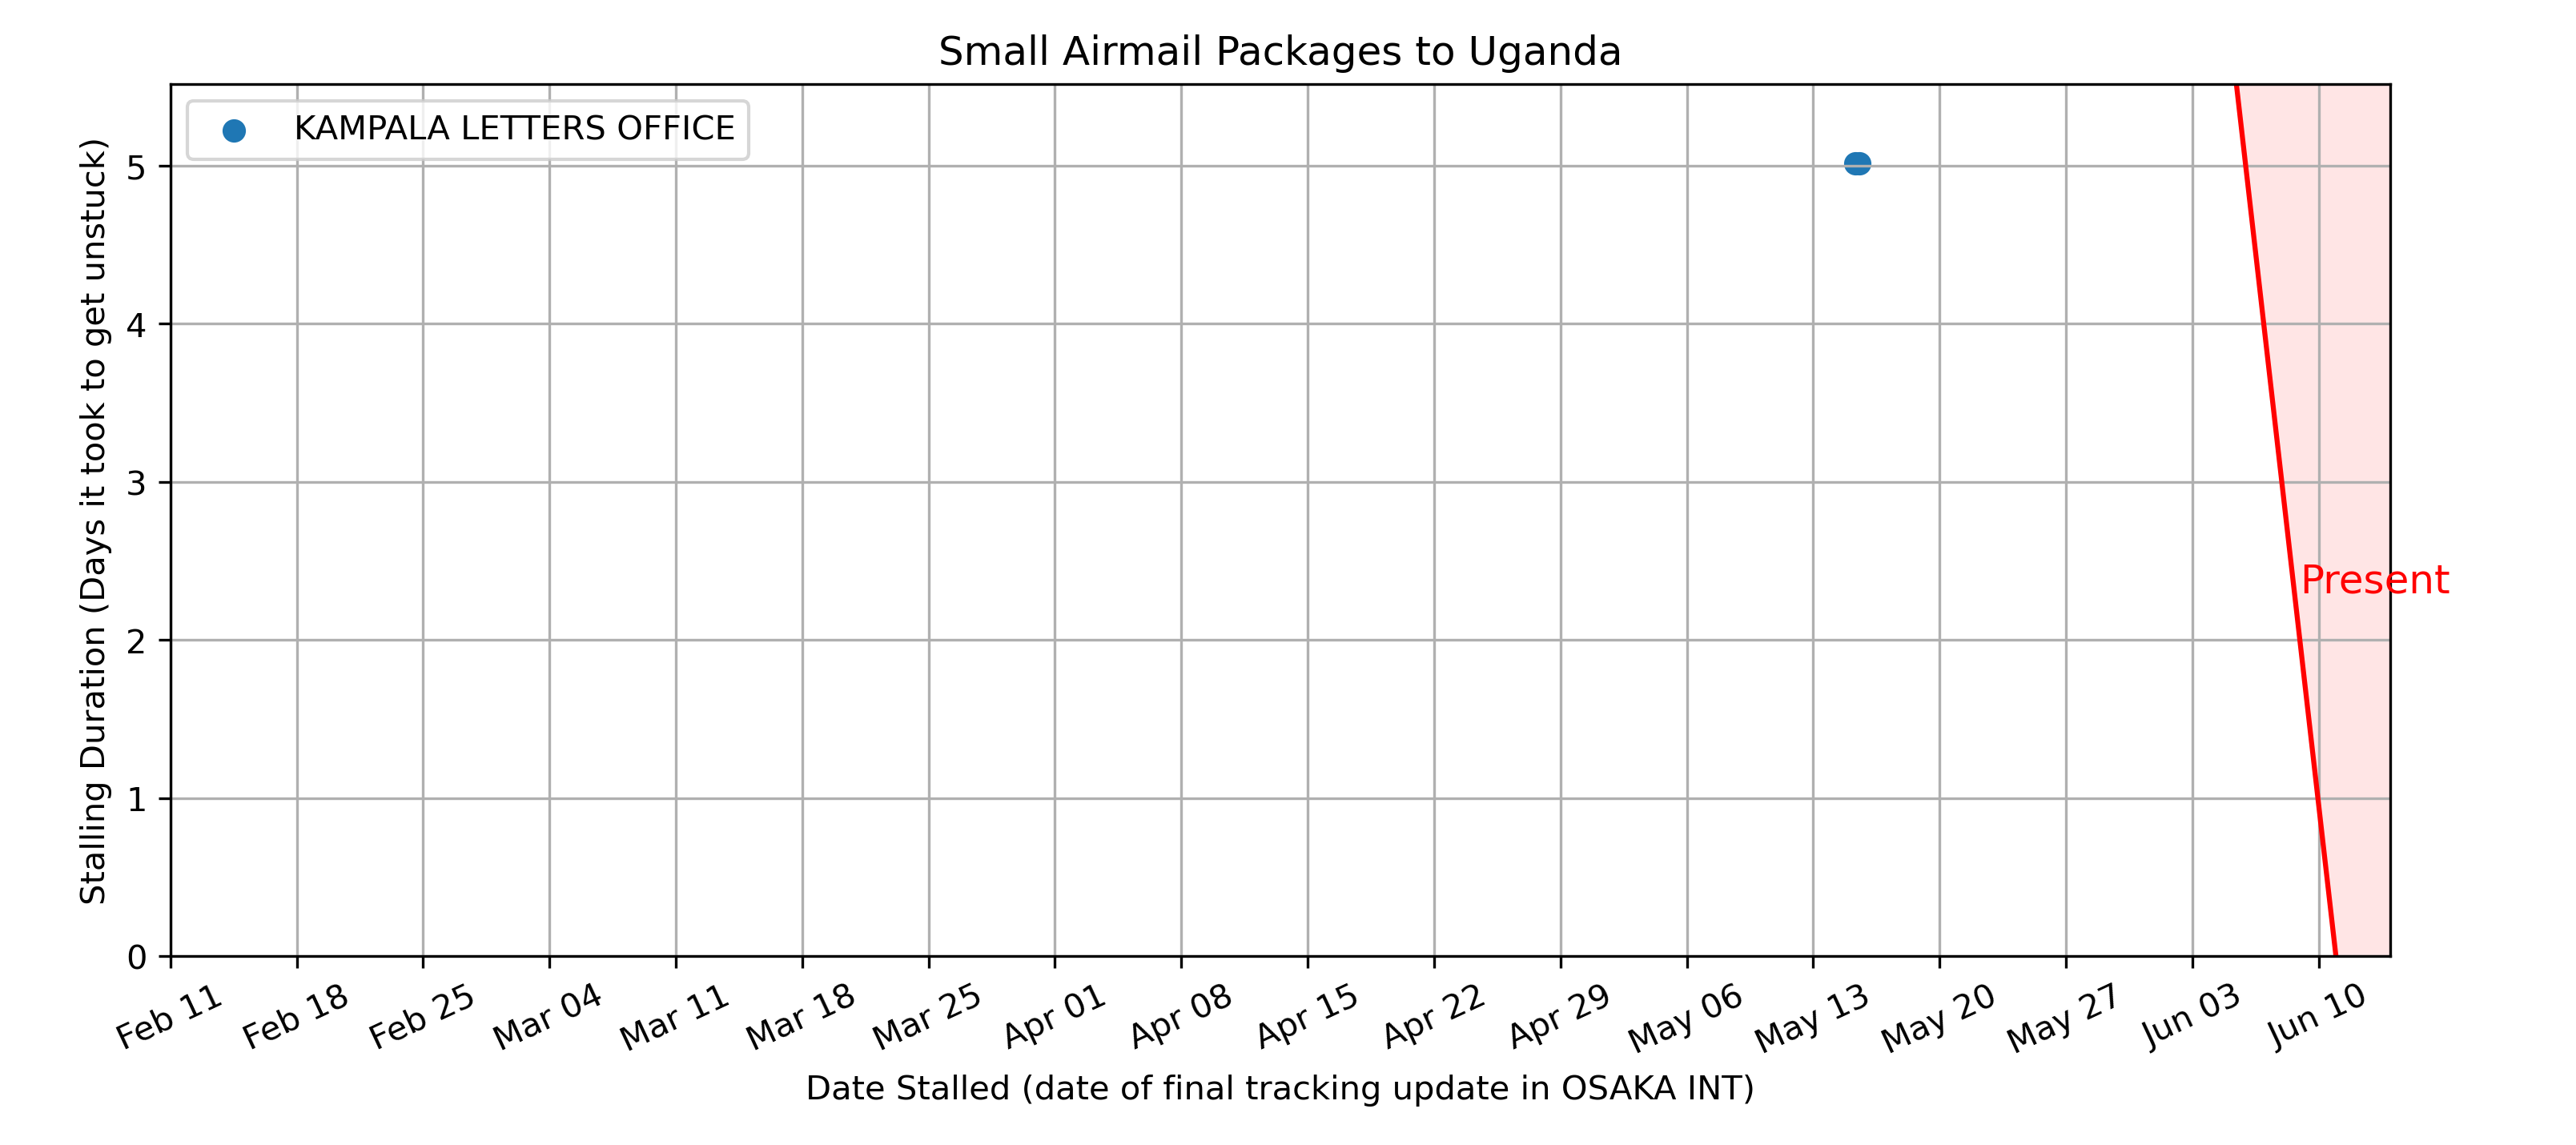 Small Airmail Packages to Uganda
KAMPALA LETTERS OFFICE
Stalling Duration (Days it took to get unstuck)
5
4
3
2
1
0
Present
Feb 11
Feb 18
Feb 25
Mar 04
Mar 11
Mar 18
Mar 25
Apr 01
Apr 08
Apr 15
Apr 22
Apr 29
May 06
May 13
May 20
May 27
Jun 03
Jun 10
Date Stalled (date of final tracking update in OSAKA INT)